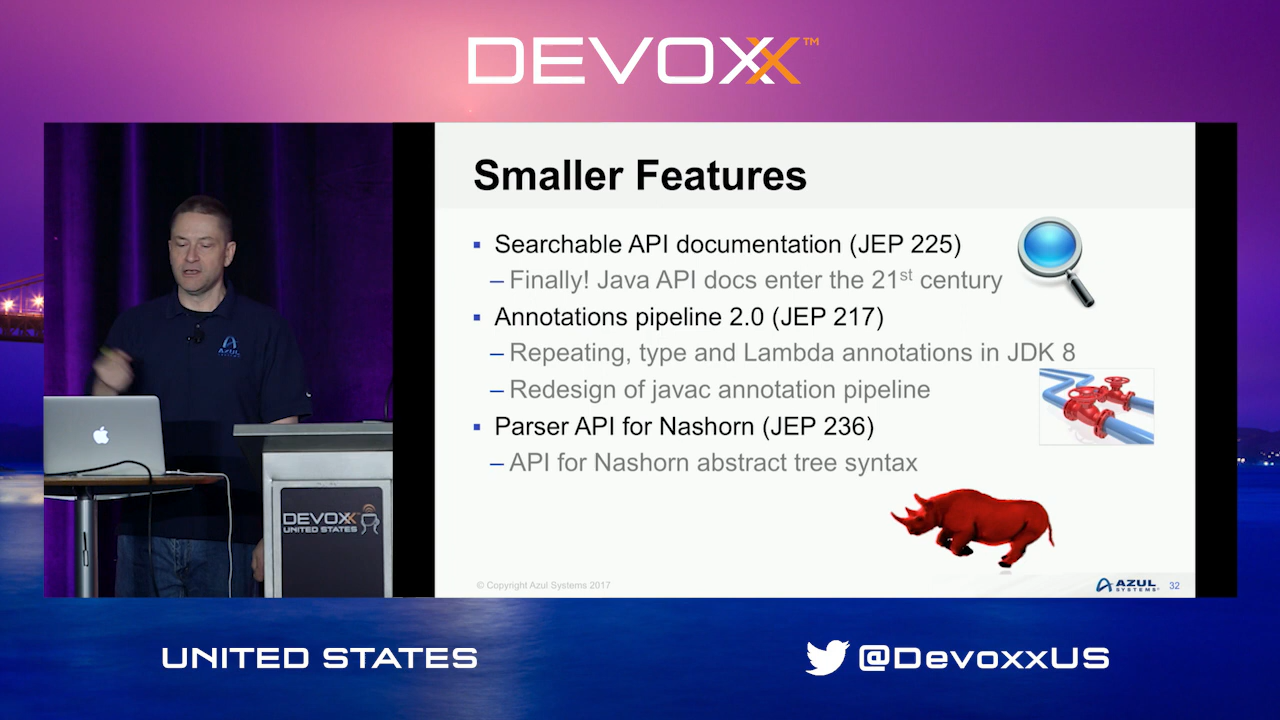 DEVOXX™
Smaller Features
▪ Searchable API documentation (JEP 225)
– Finally! Java API docs enter the 21st century
▪ Annotations pipeline 2.0 (JEP 217)
– Repeating, type and Lambda annotations in JDK 8
– Redesign of javac annotation pipeline
▪ Parser API for Nashorn (JEP 236)
– API for Nashorn abstract tree syntax
© Copyright Azul Systems 2017
AZUL
SYSTEMS
32
AZUL
SYSTEMS
DEVOXX
UNITED STATES
UNITED STATES
@DevoxxUS